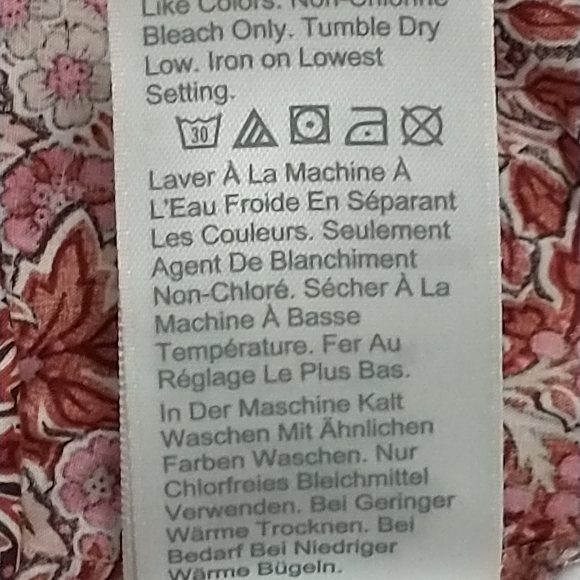 Like Colors. Non-Chlorine
Bleach Only. Tumble Dry
Low. Iron on Lowest
Setting.
30
Laver À La Machine À
L'Eau Froide En Séparant
Les Couleurs. Seulement
Agent De Blanchiment
Non-Chloré. Sécher À La
Machine À Basse
Température. Fer Au
Réglage Le Plus Bas.
In Der Maschine Kalt
Waschen Mit Ähnlichen
Farben Waschen. Nur
Chlorfreies Bleichmittel
Verwenden. Bei Geringer
Wärme Trocknen. Bei
Bedarf Bei Niedriger
Wärme Bügeln.